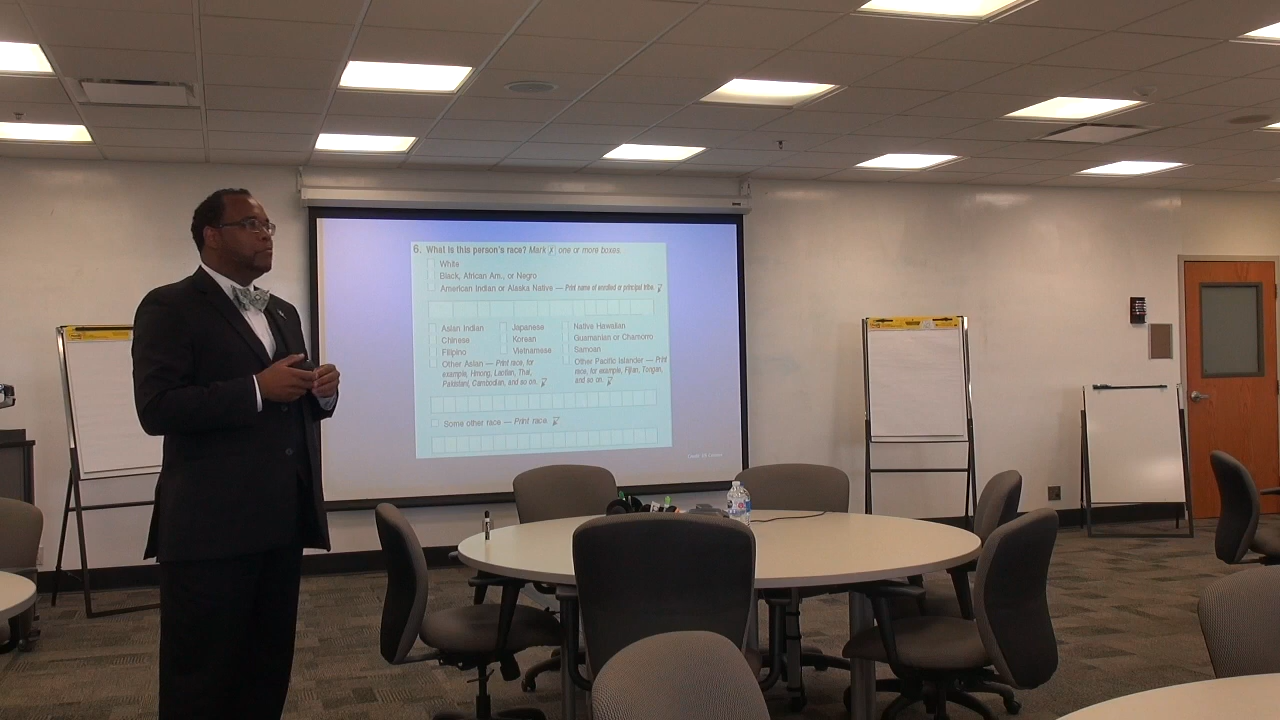 6. What is this person's race? Mark ✗ one or more boxes.
White
Black, African Am., or Negro
American Indian or Alaska Native — Print name of enrolled or principal tribe.
Asian Indian
Japanese
Native Hawaiian
Chinese
Korean
Guamanian or Chamorro
Filipino
Vietnamese
Samoan
Other Asian — Print race, for
example, Hmong, Laotian, Thai,
Pakistani, Cambodian, and so on.
Other Pacific Islander — Print
race, for example, Fijian, Tongan,
and so on.
Some other race — Print race.